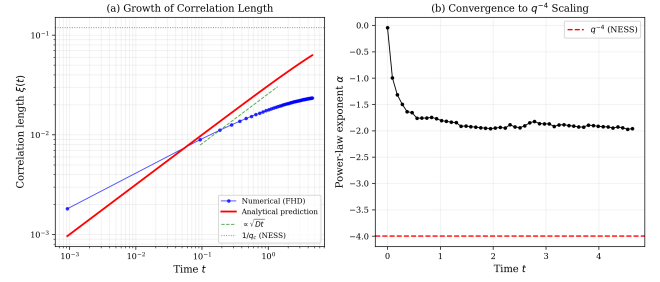 (a) Growth of Correlation Length
Correlation length ξ(t)
10⁻¹
10⁻²
10⁻³
Numerical (FHD)
Analytical prediction
∝√Dt
1/q_c (NESS)
10⁻³ 10⁻² 10⁻¹ 10⁰
Time t
(b) Convergence to q⁻⁴ Scaling
Power-law exponent α
0.0
−0.5
−1.0
−1.5
−2.0
−2.5
−3.0
−3.5
−4.0
q⁻⁴ (NESS)
0 1 2 3 4
Time t